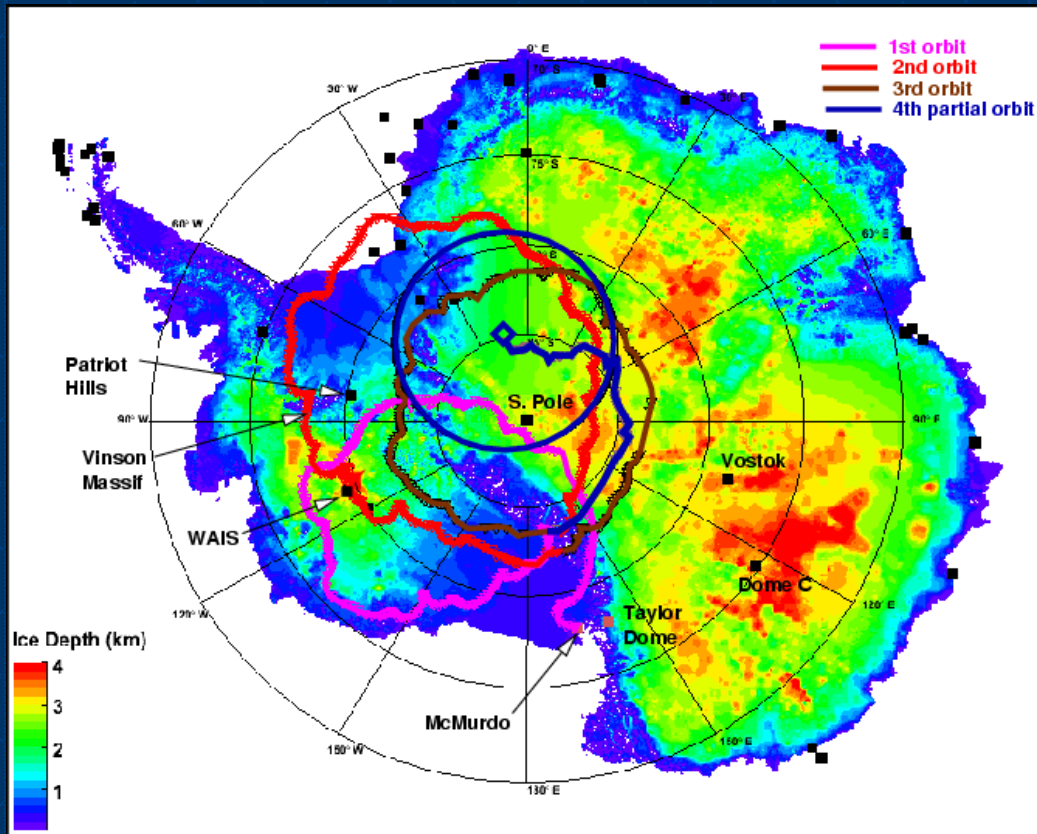 1st orbit
2nd orbit
3rd orbit
4th partial orbit
0° E
70° S
30° W
30° E
75° S
60° W
60° E
Patriot
Hills
S. Pole
90° W
90° E
Vinson
Massif
Vostok
WAIS
Dome C
120° W
120° E
Taylor
Dome
Ice Depth (km)
4
3
2
1
McMurdo
150° W
150° E
130° E